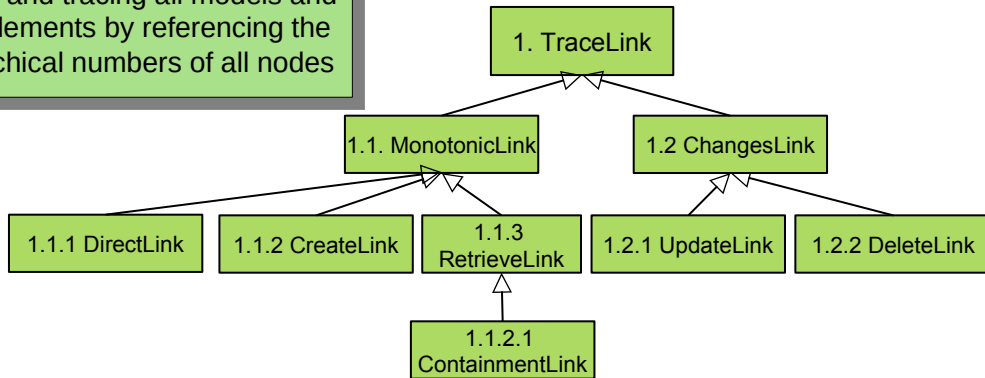 and tracing all models and
lements by referencing the
chical numbers of all nodes
1. TraceLink
1.1. MonotonicLink
1.2 ChangesLink
1.1.1 DirectLink
1.1.2 CreateLink
1.1.3
RetrieveLink
1.2.1 UpdateLink
1.2.2 DeleteLink
1.1.2.1
ContainmentLink